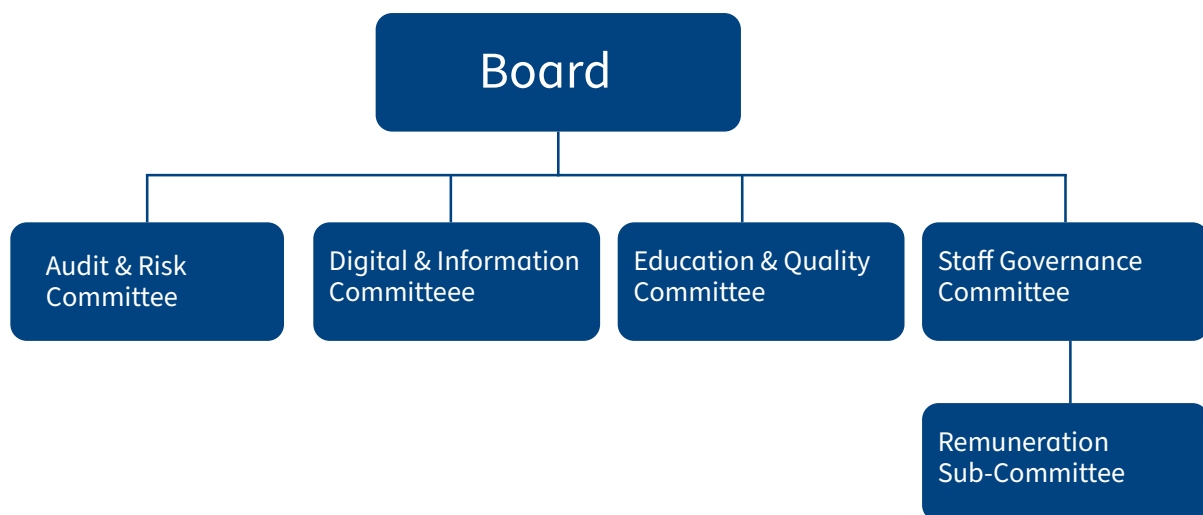 Board
Audit & Risk
Committee
Digital & Information
Committeee
Education & Quality
Committee
Staff Governance
Committee
Remuneration
Sub-Committee